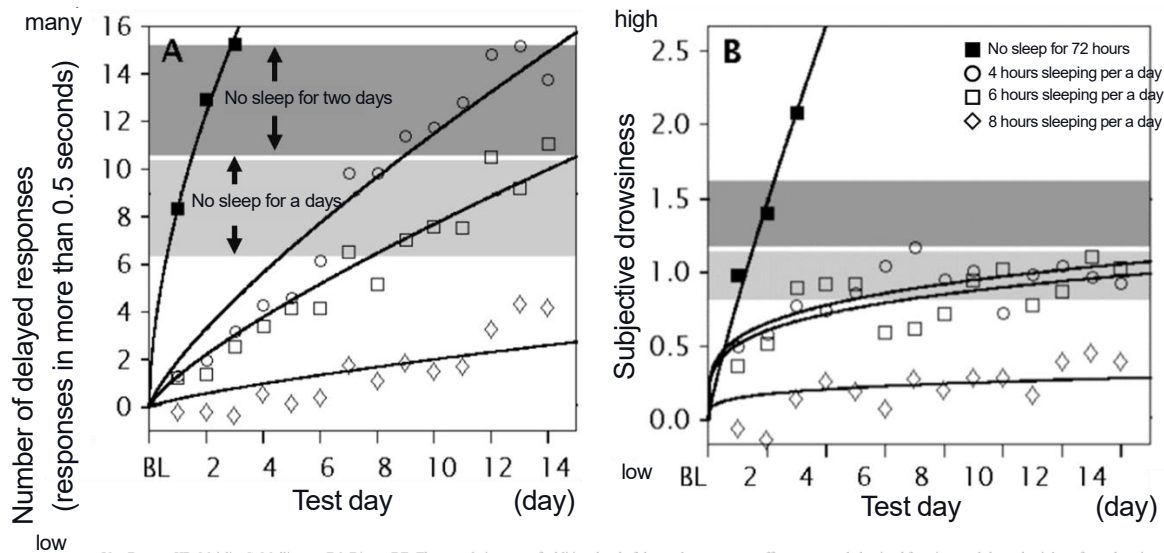 many
16
14
12
10
8
6
4
2
0
low
Number of delayed responses
(responses in more than 0.5 seconds)
A
No sleep for two days
No sleep for a days
BL 2 4 6 8 10 12 14
Test day (day)
high
2.5
2.0
1.5
1.0
0.5
0.0
low
Subjective drowsiness
B
No sleep for 72 hours
4 hours sleeping per a day
6 hours sleeping per a day
8 hours sleeping per a day
BL 2 4 6 8 10 12 14
Test day (day)